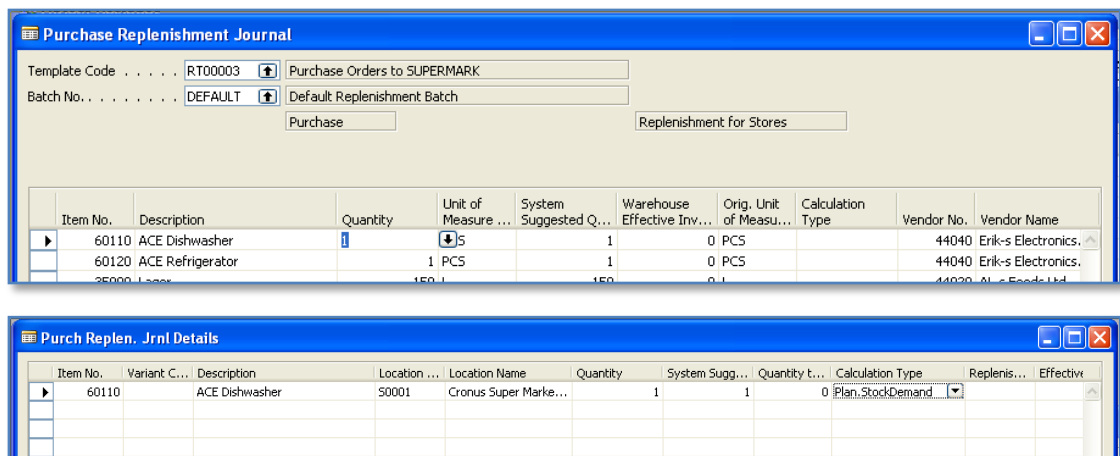 Purchase Replenishment Journal
Template Code . . . . . RT00003 Purchase Orders to SUPERMARK
Batch No. . . . . . . . . DEFAULT Default Replenishment Batch
Purchase Replenishment for Stores
Unit of System Warehouse Orig. Unit Calculation
Item No. Description Quantity Measure ... Suggested Q... Effective Inv... of Measu... Type Vendor No. Vendor Name
60110 ACE Dishwasher 1 S 1 0 PCS 44040 Erik-s Electronics.
60120 ACE Refrigerator 1 PCS 1 0 PCS 44040 Erik-s Electronics.
Lager 150 150
Purch Replen. Jrnl Details
Item No. Variant C... Description Location ... Location Name Quantity System Sugg... Quantity t... Calculation Type Replenis... Effective
60110 ACE Dishwasher S0001 Cronus Super Marke... 1 1 0 Plan.StockDemand